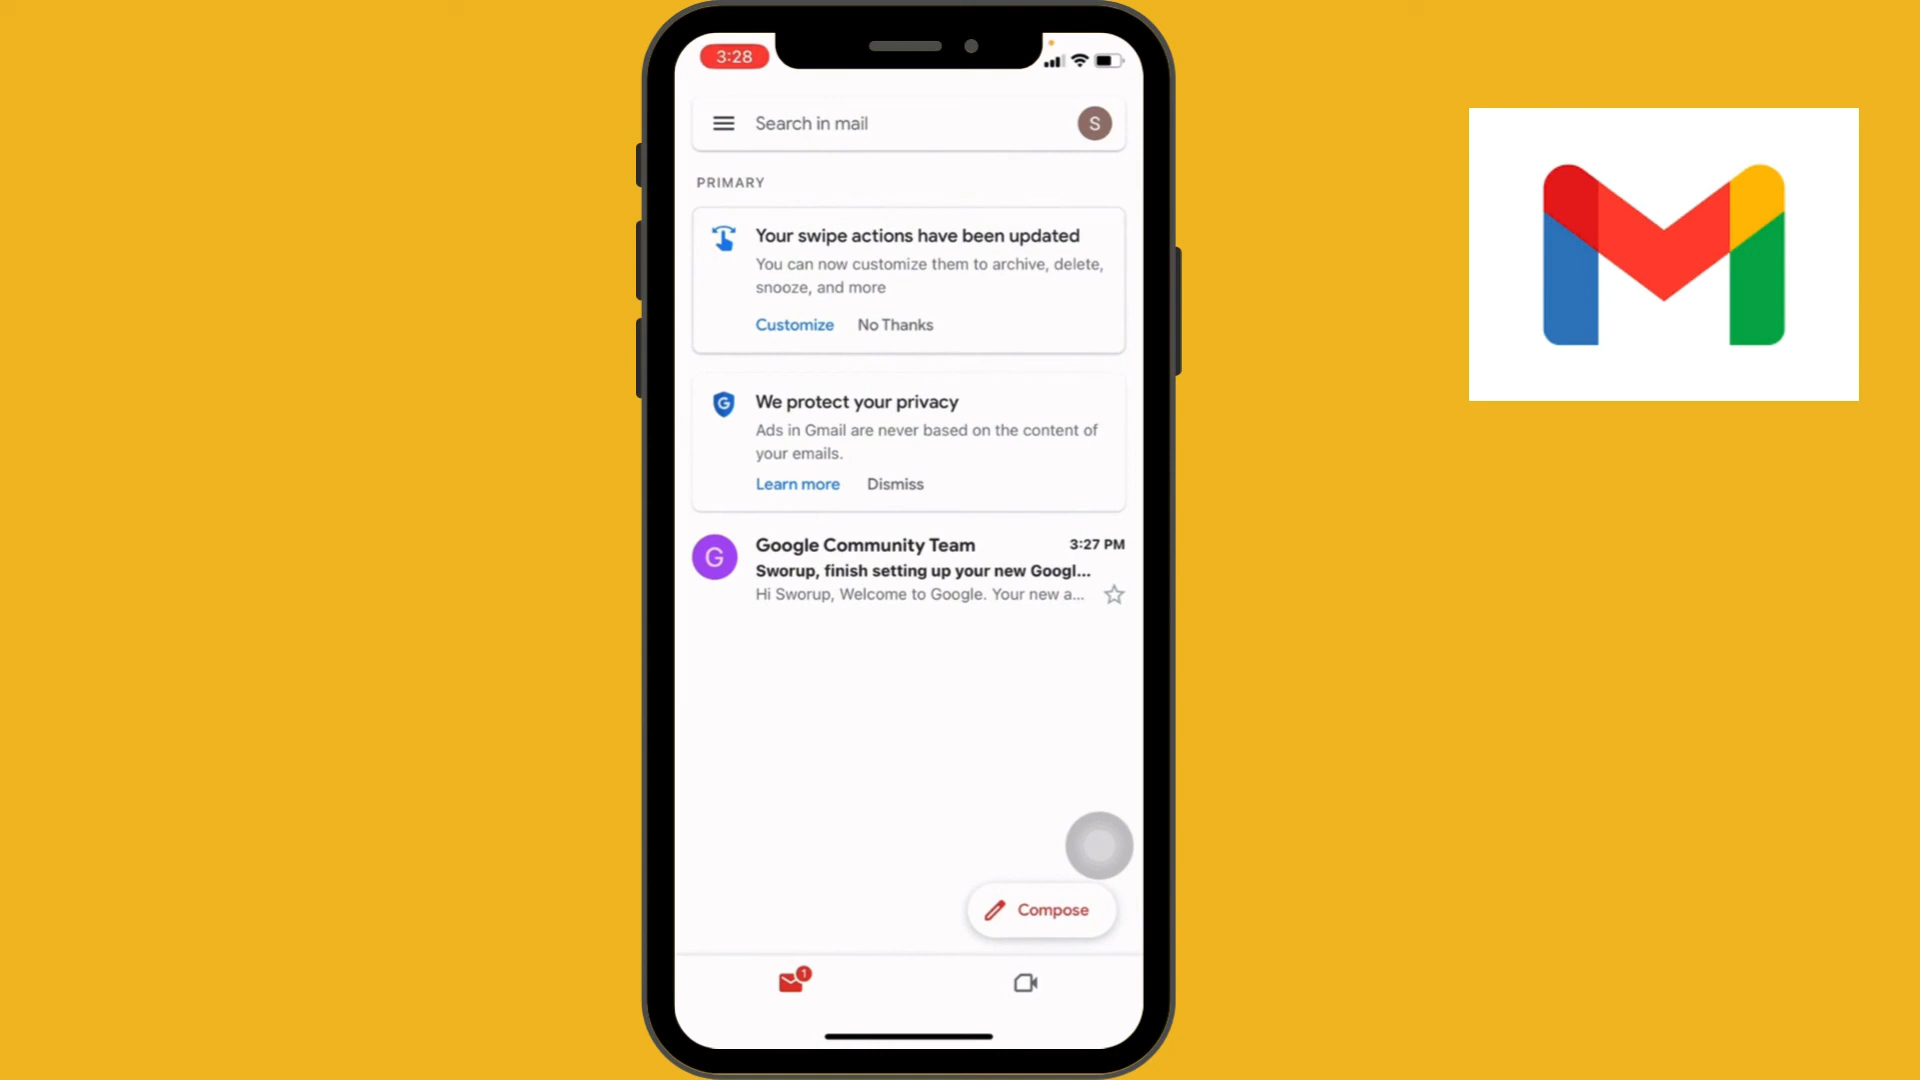 3:28
Search in mail
S
PRIMARY
Your swipe actions have been updated
You can now customize them to archive, delete,
snooze, and more
Customize No Thanks
G
We protect your privacy
Ads in Gmail are never based on the content of
your emails.
Learn more Dismiss
G
Google Community Team 3:27 PM
Sworup, finish setting up your new Googl...
Hi Sworup, Welcome to Google. Your new a...
Compose
1